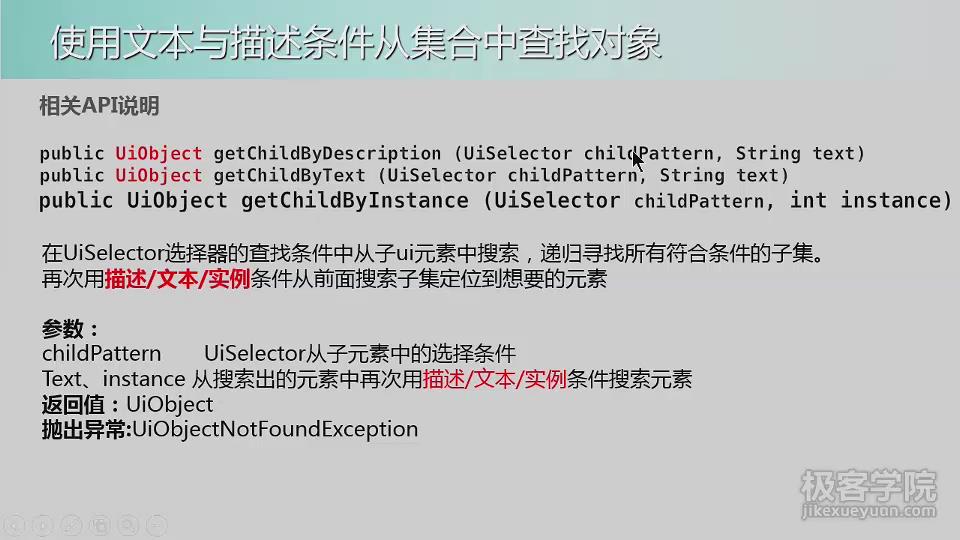 使用文本与描述条件从集合中查找对象
相关API说明
public UiObject getChildByDescription (UiSelector childPattern, String text)
public UiObject getChildByText (UiSelector childPattern, String text)
public UiObject getChildByInstance (UiSelector childPattern, int instance)
在UiSelector选择器的查找条件中从子ui元素中搜索，递归寻找所有符合条件的子集。
再次用描述/文本/实例条件从前面搜索子集定位到想要的元素
参数：
childPattern UiSelector从子元素中的选择条件
Text、instance 从搜索出的元素中再次用描述/文本/实例条件搜索元素
返回值：UiObject
抛出异常:UiObjectNotFoundException
极客学院
jikexueyuan.com